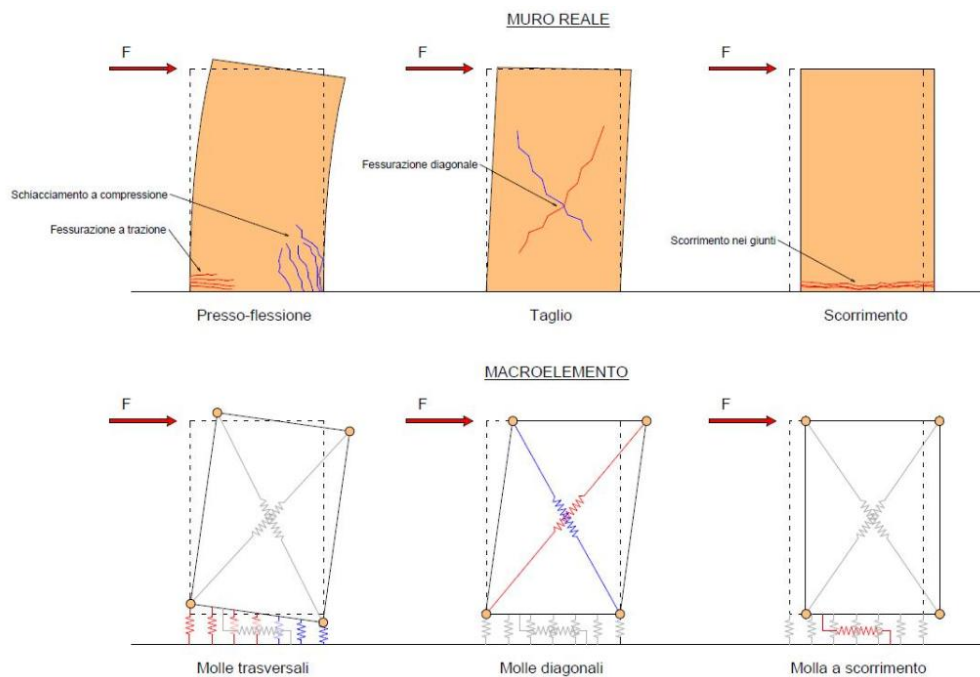 MURO REALE
F
F
F
Fessurazione diagonale
Schiacciamento a compressione
Fessurazione a trazione
Scorrimento nei giunti
Presso-flessione
Taglio
Scorrimento
MACROELEMENTO
F
F
F
Molle trasversali
Molle diagonali
Molla a scorrimento